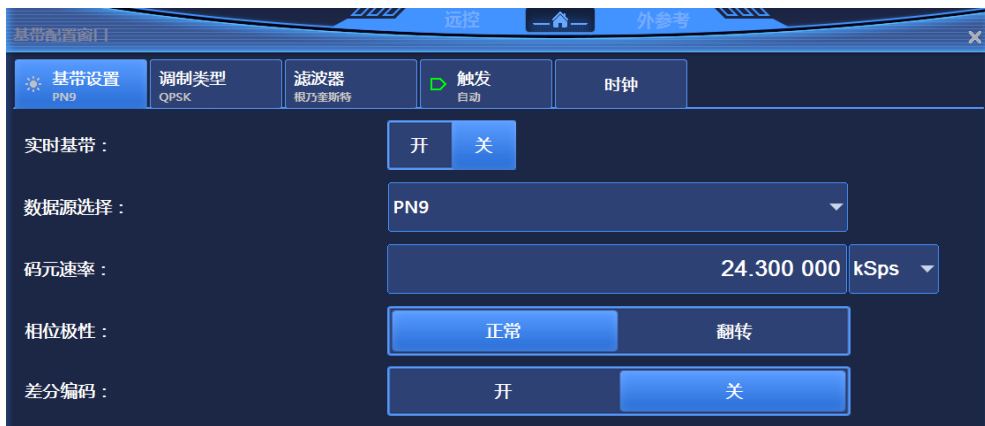 远控
外参考
基带配置窗口
基带设置
PN9
调制类型
QPSK
滤波器
根乃奎斯特
触发
自动
时钟
实时基带：
开
关
数据源选择：
PN9
码元速率：
24.300 000
kSps
相位极性：
正常
翻转
差分编码：
开
关